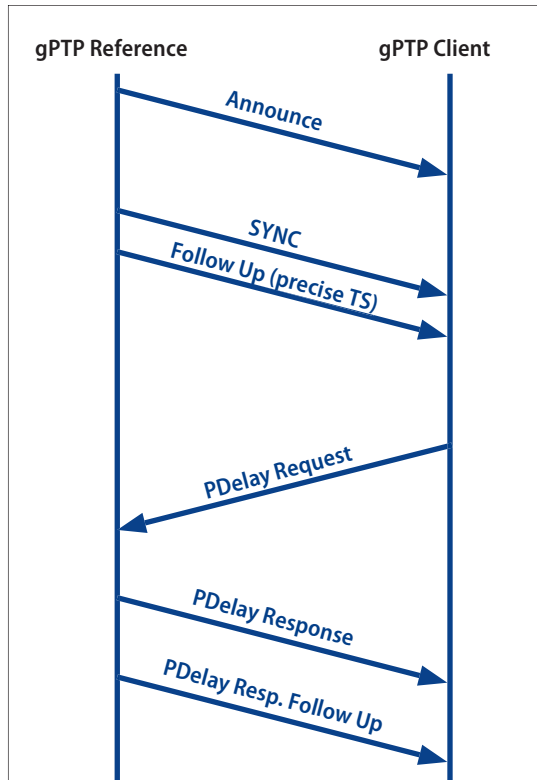 gPTP Reference
gPTP Client
Announce
SYNC
Follow Up (precise TS)
PDelay Request
PDelay Response
PDelay Resp. Follow Up